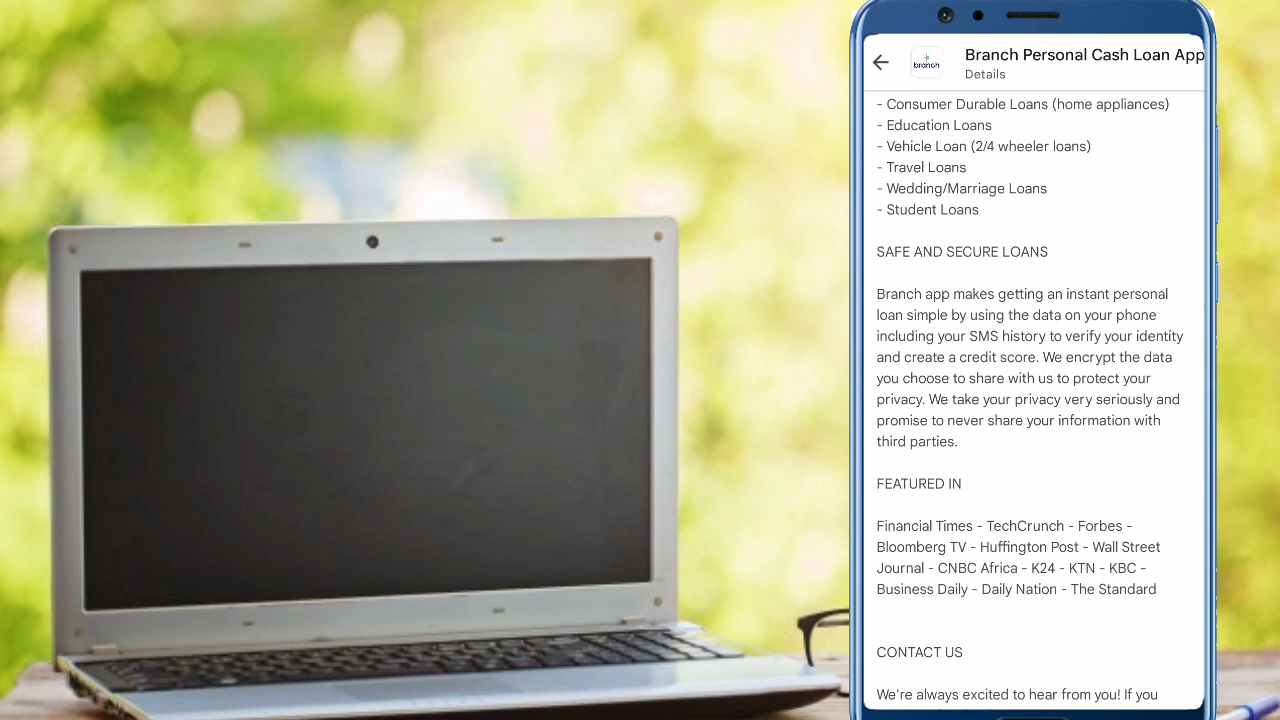 Branch Personal Cash Loan App
branch
Details
- Consumer Durable Loans (home appliances)
- Education Loans
- Vehicle Loan (2/4 wheeler loans)
- Travel Loans
- Wedding/Marriage Loans
- Student Loans
SAFE AND SECURE LOANS
Branch app makes getting an instant personal
loan simple by using the data on your phone
including your SMS history to verify your identity
and create a credit score. We encrypt the data
you choose to share with us to protect your
privacy. We take your privacy very seriously and
promise to never share your information with
third parties.
FEATURED IN
Financial Times - TechCrunch - Forbes -
Bloomberg TV - Huffington Post - Wall Street
Journal - CNBC Africa - K24 - KTN - KBC -
Business Daily - Daily Nation - The Standard
CONTACT US
We're always excited to hear from you! If you